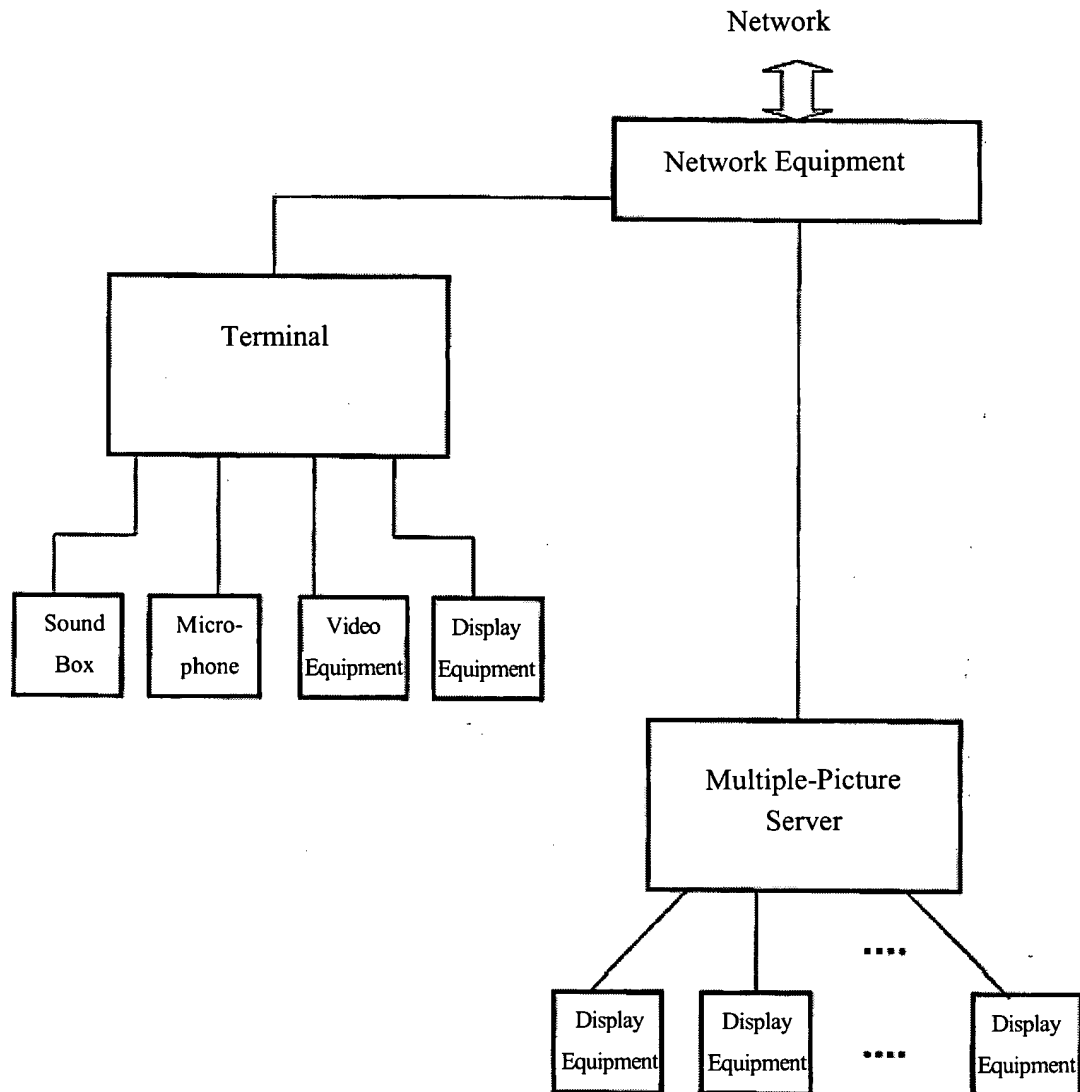 Network
Network Equipment
Terminal
Sound
Box
Micro-
phone
Video
Equipment
Display
Equipment
Multiple-Picture
Server
....
Display
Equipment
Display
Equipment
....
Display
Equipment